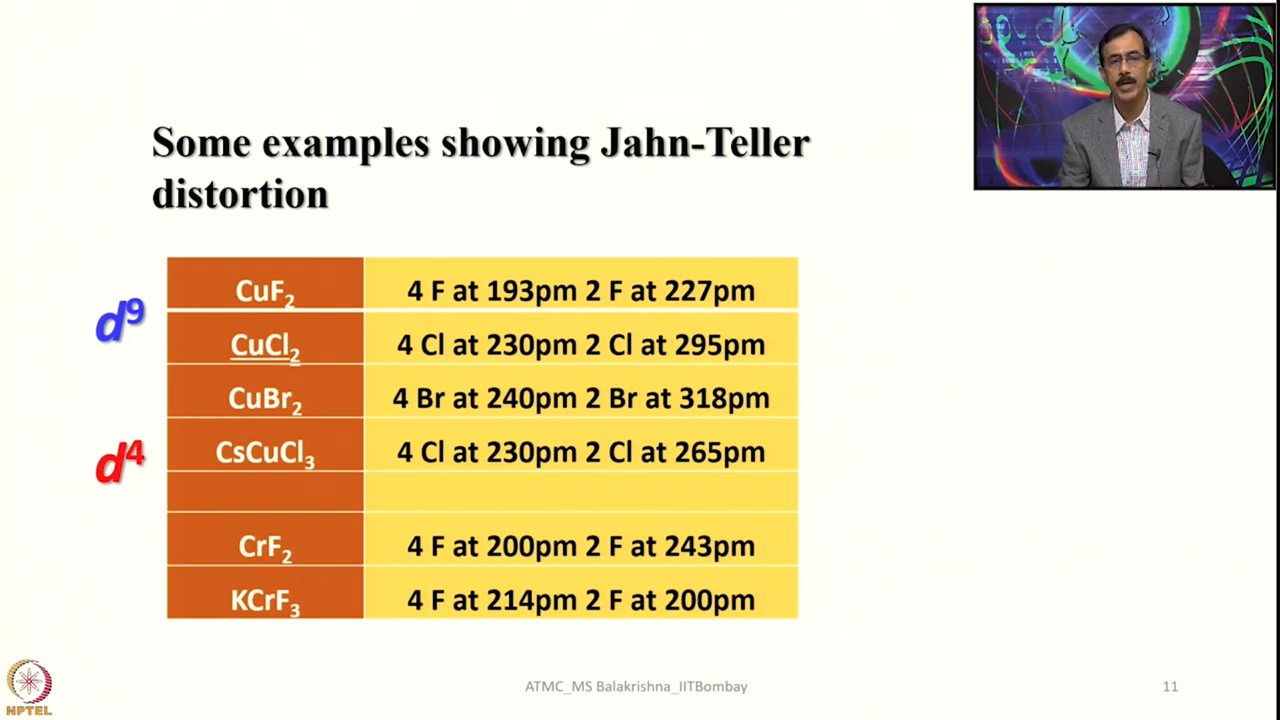 Some examples showing Jahn-Teller
distortion
d⁹
CuF₂ 4 F at 193pm 2 F at 227pm
CuCl₂ 4 Cl at 230pm 2 Cl at 295pm
CuBr₂ 4 Br at 240pm 2 Br at 318pm
d⁴
CsCuCl₃ 4 Cl at 230pm 2 Cl at 265pm
CrF₂ 4 F at 200pm 2 F at 243pm
KCrF₃ 4 F at 214pm 2 F at 200pm
NPTEL
ATMC_MS Balakrishna_IITBombay
11